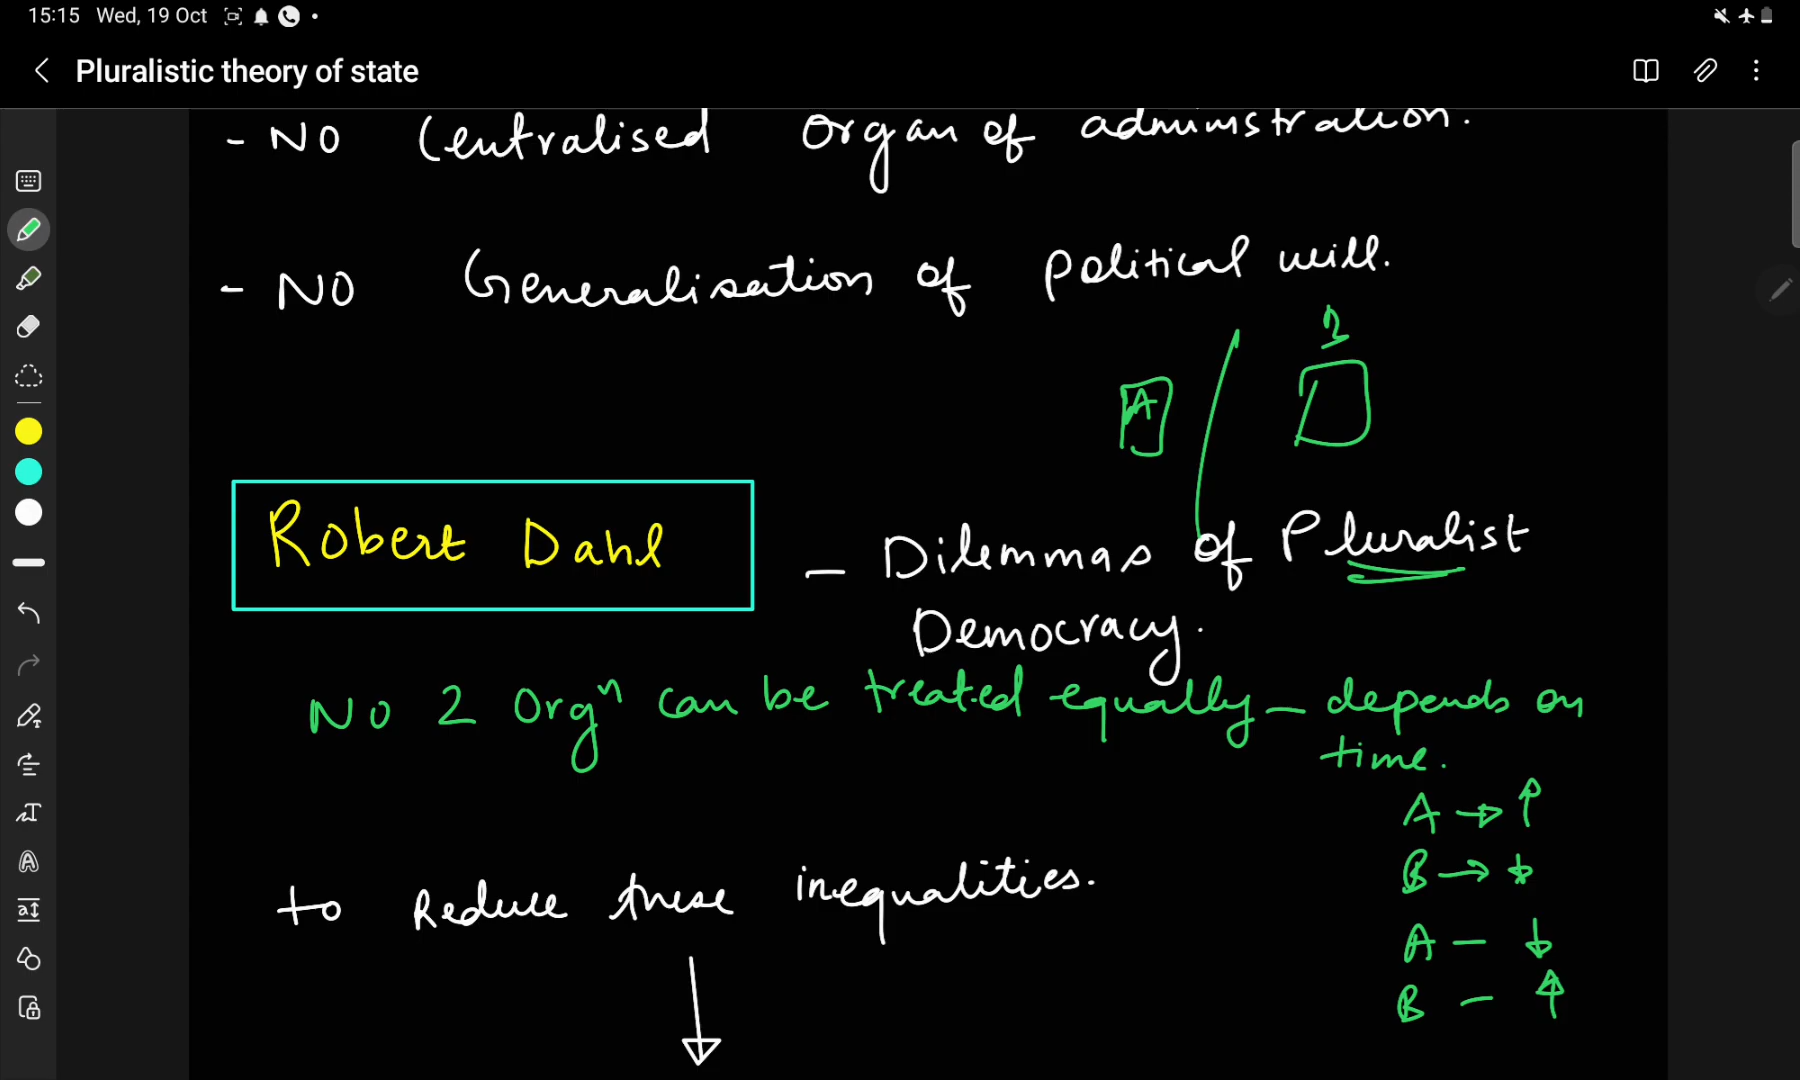 15:15 Wed, 19 Oct
Pluralistic theory of state
- NO Centralised Organ of administration.
- NO Generalisation of Political will.
A
Robert Dahl
- Dilemmas of Pluralist
Democracy.
No 2 Orgⁿ can be treated equally - depends on
time.
A → ↑
B → ↓
to Reduce these inequalities.
A - ↓
B - ↑
↓